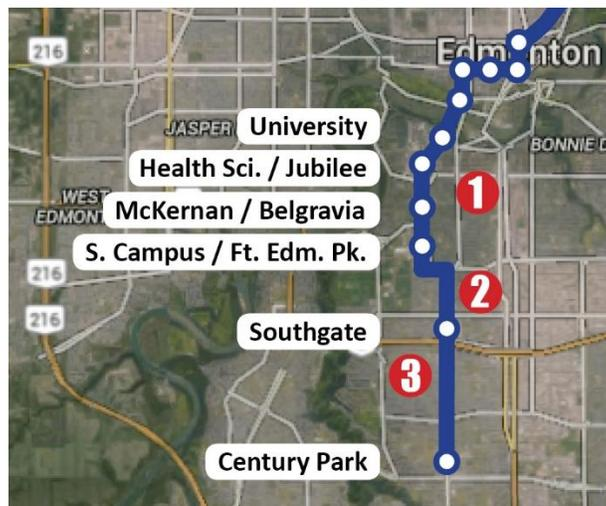 216
Edmonton
JASPER
University
BONNIE D
Health Sci. / Jubilee
1
WEST
EDMONT
McKernan / Belgravia
S. Campus / Ft. Edm. Pk.
216
2
216
Southgate
3
Century Park